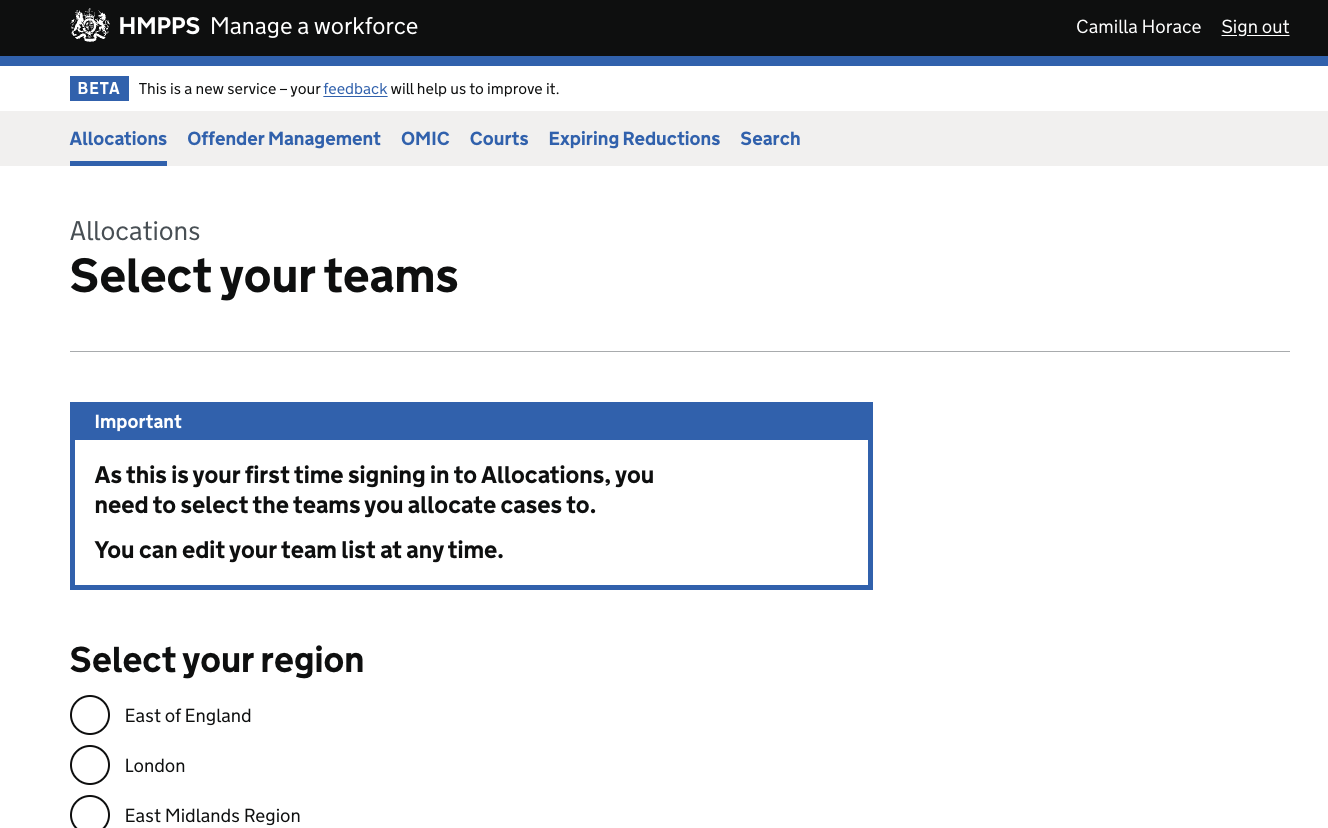 HMPPS Manage a workforce Camilla Horace Sign out
BETA This is a new service – your feedback will help us to improve it.
Allocations Offender Management OMIC Courts Expiring Reductions Search
Allocations
Select your teams
Important
As this is your first time signing in to Allocations, you
need to select the teams you allocate cases to.
You can edit your team list at any time.
Select your region
East of England
London
East Midlands Region